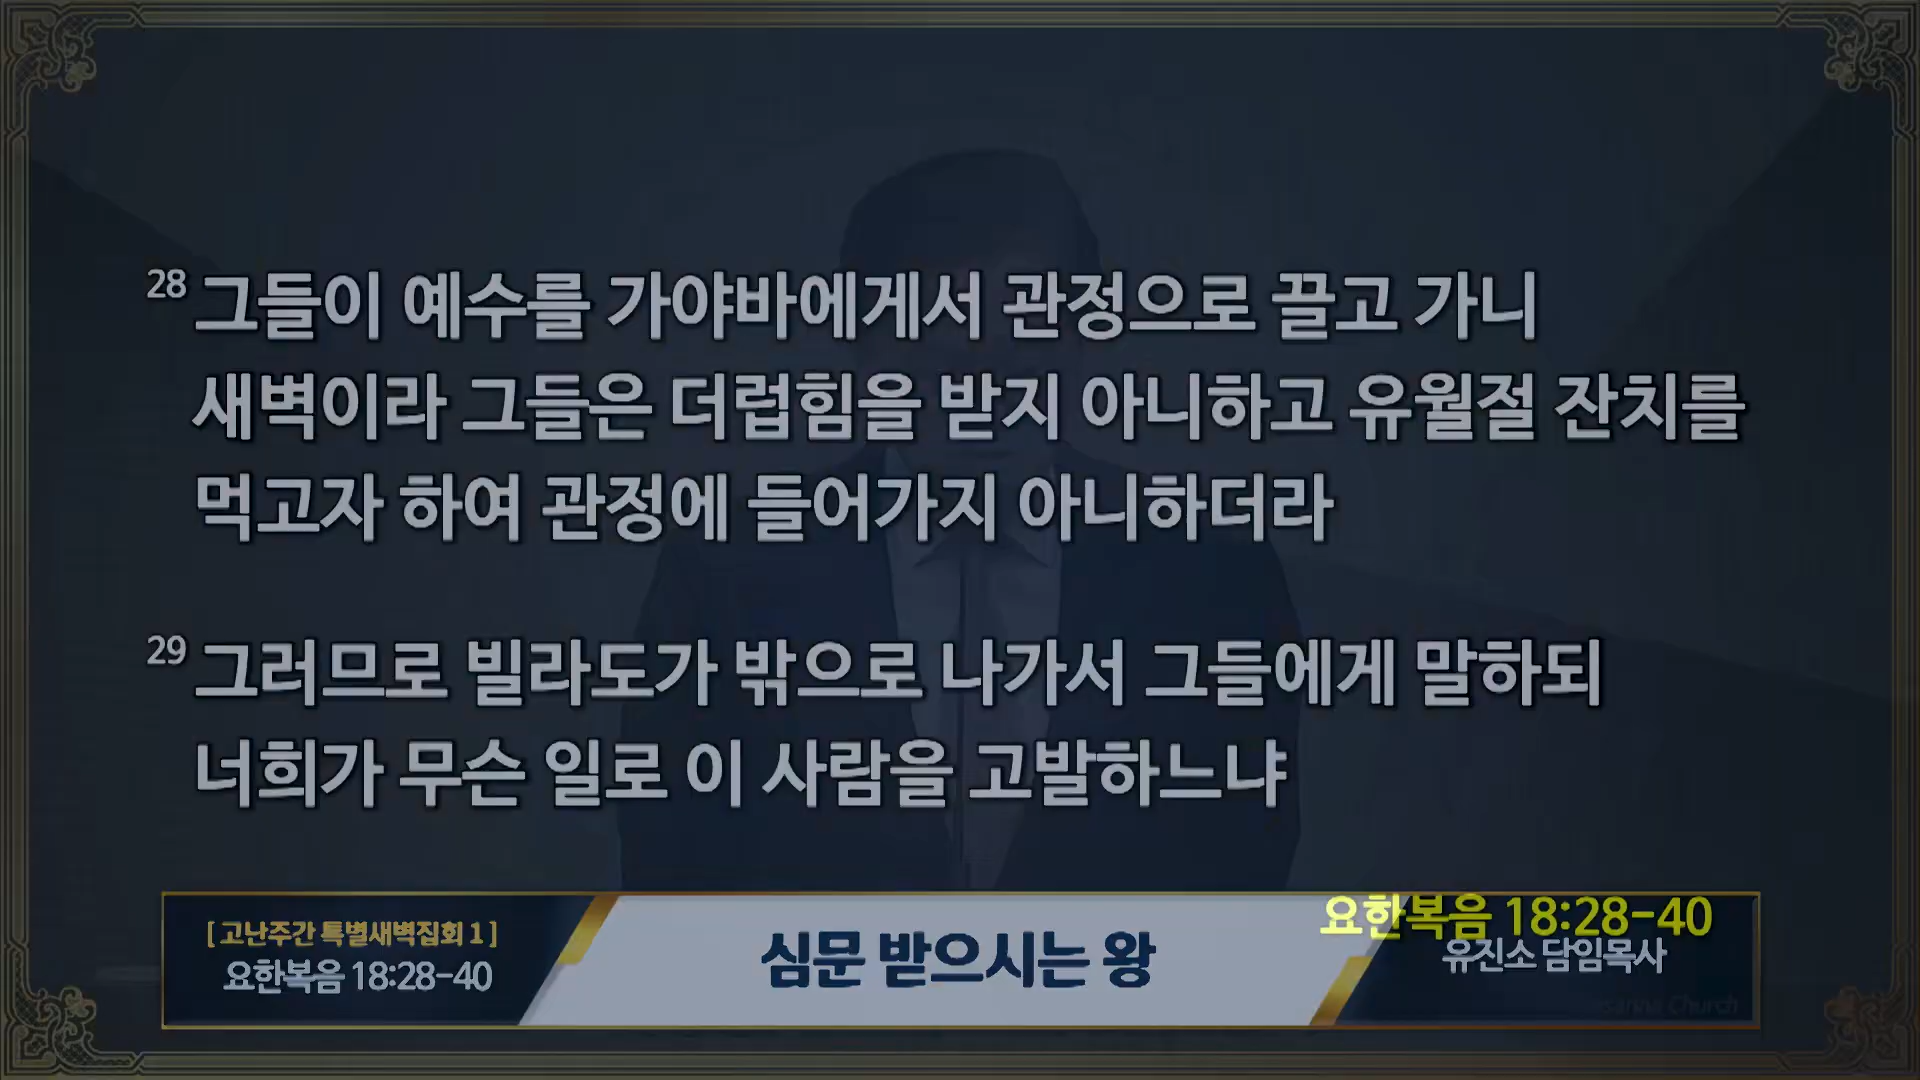 28 그들이 예수를 가야바에게서 관정으로 끌고 가니
새벽이라 그들은 더럽힘을 받지 아니하고 유월절 잔치를
먹고자 하여 관정에 들어가지 아니하더라
29 그러므로 빌라도가 밖으로 나가서 그들에게 말하되
너희가 무슨 일로 이 사람을 고발하느냐
[ 고난주간 특별새벽집회 1 ]
요한복음 18:28-40
심문 받으시는 왕
요한복음 18:28-40
유진소 담임목사
Church